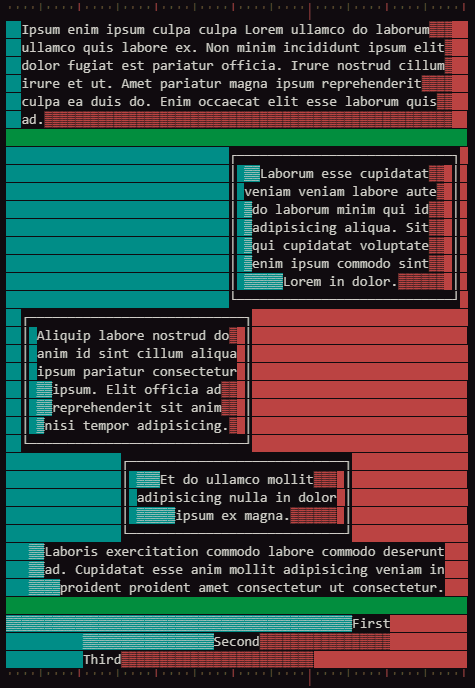 Ipsum enim ipsum culpa culpa Lorem ullamco do laborum
ullamco quis labore ex. Non minim incididunt ipsum elit
dolor fugiat est pariatur officia. Irure nostrud cillum
irure et ut. Amet pariatur magna ipsum reprehenderit
culpa ea duis do. Enim occaecat elit esse laborum quis
ad.
Laborum esse cupidatat
veniam veniam labore aute
do laborum minim qui id
adipisicing aliqua. Sit
qui cupidatat voluptate
enim ipsum commodo sint
Lorem in dolor.
Aliquip labore nostrud do
anim id sint cillum aliqua
ipsum pariatur consectetur
ipsum. Elit officia ad
reprehenderit sit anim
nisi tempor adipisicing.
Et do ullamco mollit
adipisicing nulla in dolor
ipsum ex magna.
Laboris exercitation commodo labore commodo deserunt
ad. Cupidatat esse anim mollit adipisicing veniam in
proident proident amet consectetur ut consectetur.
First
Second
Third